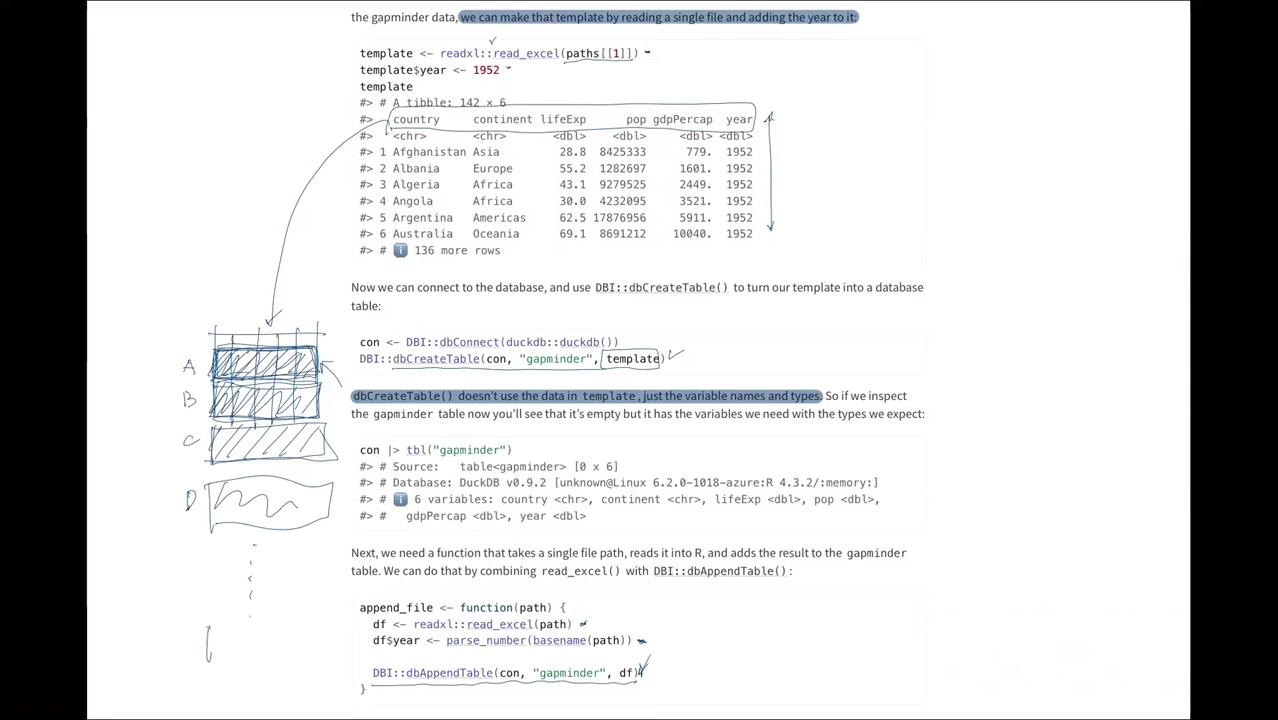 the gapminder data, we can make that template by reading a single file and adding the year to it:
template <- readxl::read_excel(paths[[1]])
template$year <- 1952
template
#> # A tibble: 142 × 6
#>   country     continent lifeExp      pop gdpPercap  year
#>   <chr>       <chr>       <dbl>    <dbl>     <dbl> <dbl>
#> 1 Afghanistan Asia         28.8  8425333      779.  1952
#> 2 Albania     Europe       55.2  1282697     1601.  1952
#> 3 Algeria     Africa       43.1  9279525     2449.  1952
#> 4 Angola      Africa       30.0  4232095     3521.  1952
#> 5 Argentina   Americas     62.5 17876956     5911.  1952
#> 6 Australia   Oceania      69.1  8691212    10040.  1952
#> # ℹ 136 more rows
Now we can connect to the database, and use DBI::dbCreateTable() to turn our template into a database
table:
con <- DBI::dbConnect(duckdb::duckdb())
DBI::dbCreateTable(con, "gapminder", template)
A
B
C
D
dbCreateTable() doesn't use the data in template, just the variable names and types. So if we inspect
the gapminder table now you'll see that it's empty but it has the variables we need with the types we expect:
con |> tbl("gapminder")
#> # Source:   table<gapminder> [0 x 6]
#> # Database: DuckDB v0.9.2 [unknown@Linux 6.2.0-1018-azure:R 4.3.2/:memory:]
#> # ℹ 6 variables: country <chr>, continent <chr>, lifeExp <dbl>, pop <dbl>,
#> #   gdpPercap <dbl>, year <dbl>
Next, we need a function that takes a single file path, reads it into R, and adds the result to the gapminder
table. We can do that by combining read_excel() with DBI::dbAppendTable():
append_file <- function(path) {
  df <- readxl::read_excel(path)
  df$year <- parse_number(basename(path))
  DBI::dbAppendTable(con, "gapminder", df)
}